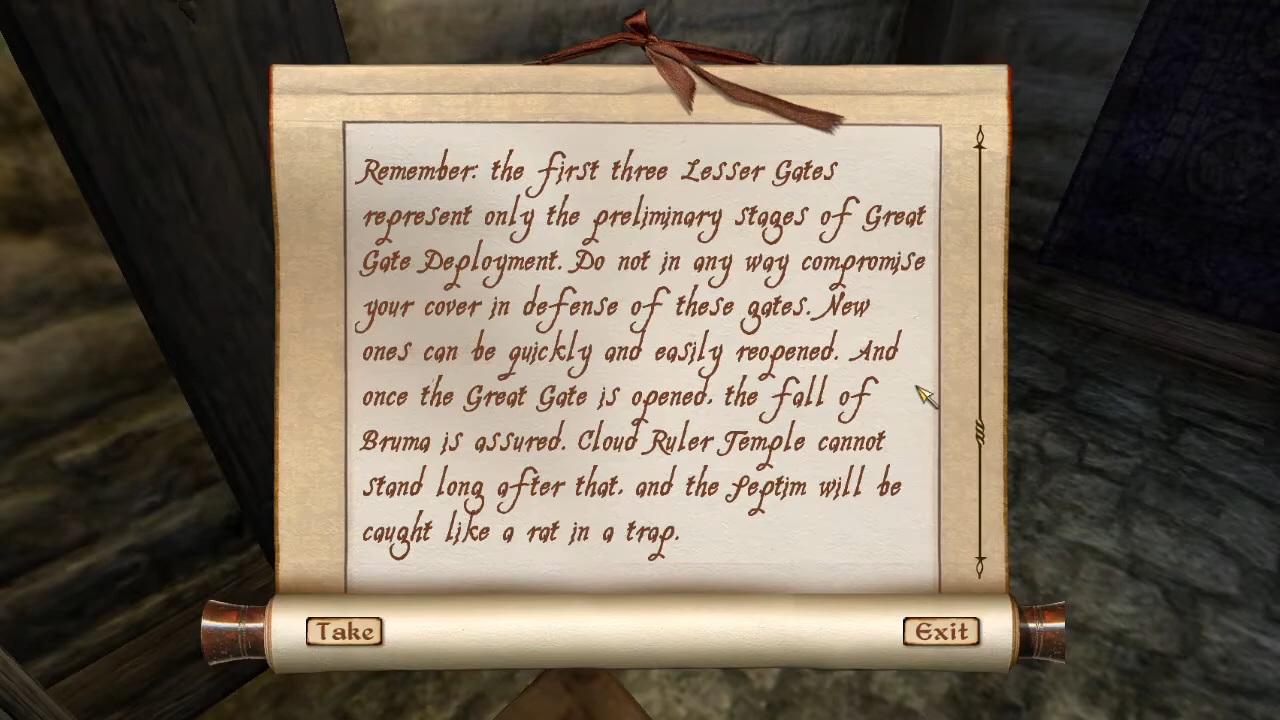 Remember: the first three Lesser Gates
represent only the preliminary stages of Great
Gate Deployment. Do not in any way compromise
your cover in defense of these gates. New
ones can be quickly and easily reopened. And
once the Great Gate is opened, the fall of
Bruma is assured. Cloud Ruler Temple cannot
stand long after that, and the Septim will be
caught like a rat in a trap.
Take
Exit